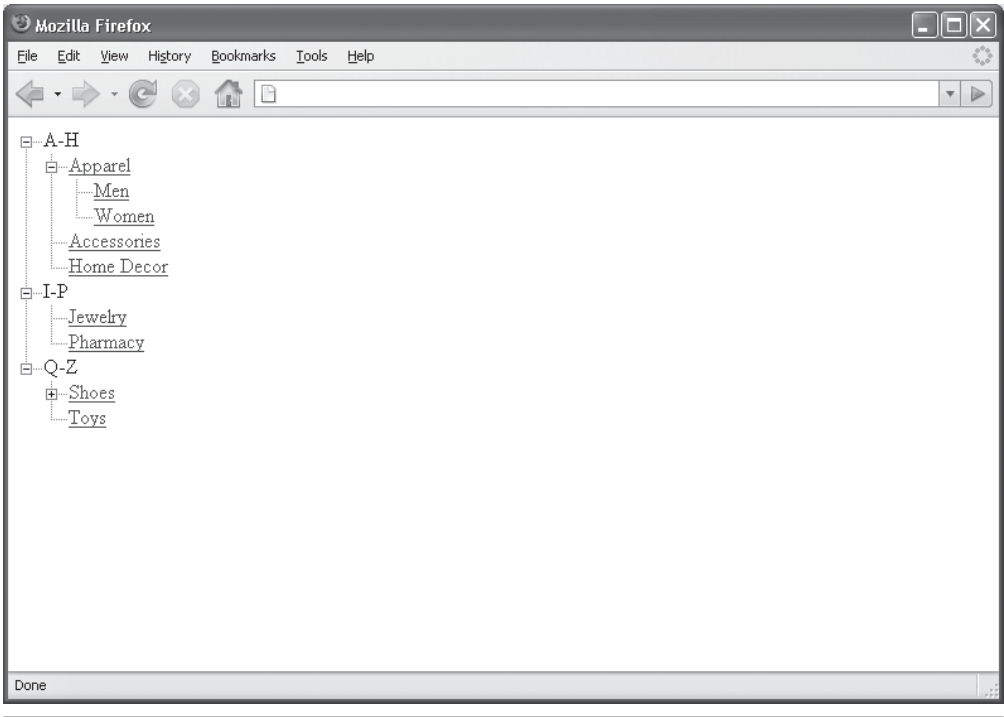 Mozilla Firefox
File Edit View History Bookmarks Tools Help
A-H
Apparel
Men
Women
Accessories
Home Decor
I-P
Jewelry
Pharmacy
Q-Z
Shoes
Toys
Done